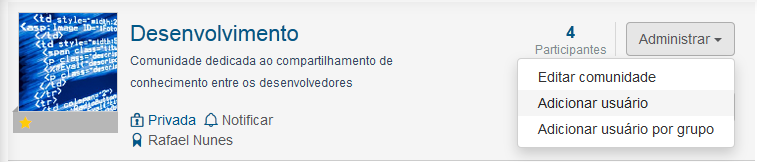 Desenvolvimento
Comunidade dedicada ao compartilhamento de
conhecimento entre os desenvolvedores
Privada Notificar
Rafael Nunes
4
Participantes
Administrar
Editar comunidade
Adicionar usuário
Adicionar usuário por grupo